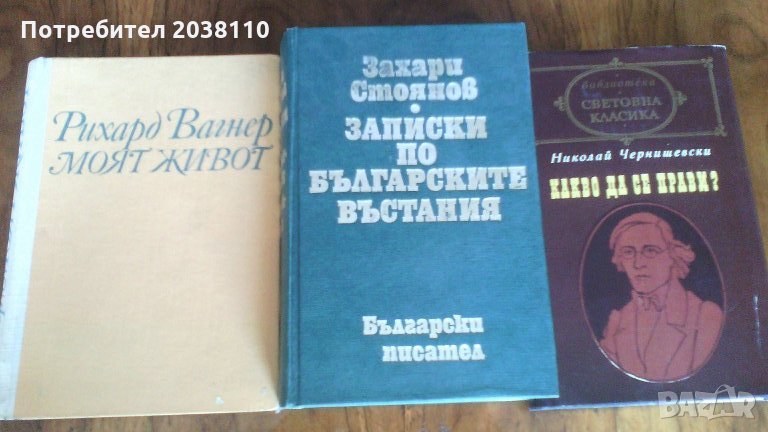 Потребител 2038110
Рихард Вагнер
МОЯТ ЖИВОТ
Захари
Стоянов
ЗАПИСКИ
ПО
БЪЛГАРСКИТЕ
ВЪСТАНИЯ
Български
писател
библиотека
СВЕТОВНА
КЛАСИКА
Николай Чернишевски
КАКВО ДА СЕ ПРАВИ?
BAZAR